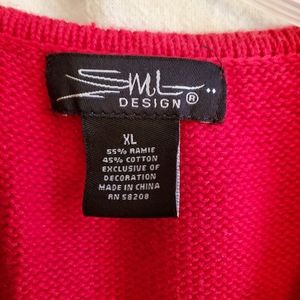 SML
DESIGN®
XL
55% RAMIE
45% COTTON
EXCLUSIVE OF
DECORATION
MADE IN CHINA
RN 58208